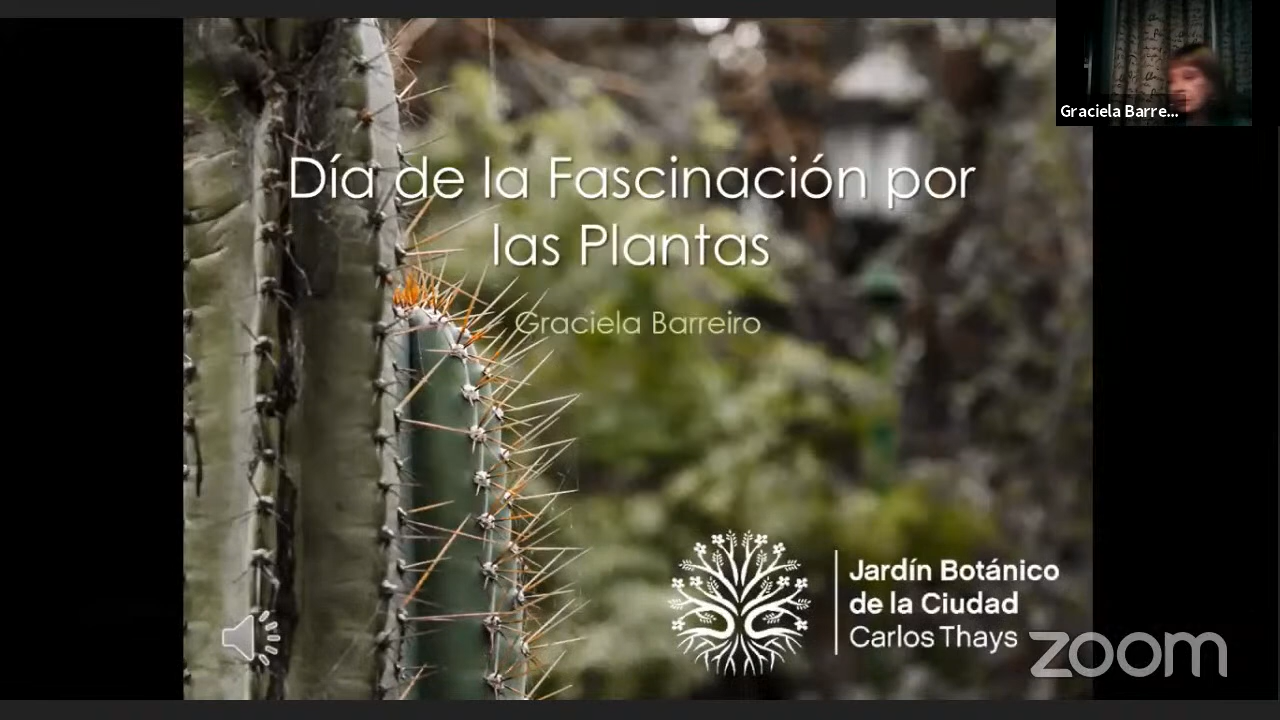 Graciela Barre...
Día de la Fascinación por
las Plantas
Graciela Barreiro
Jardín Botánico
de la Ciudad
Carlos Thays
zoom